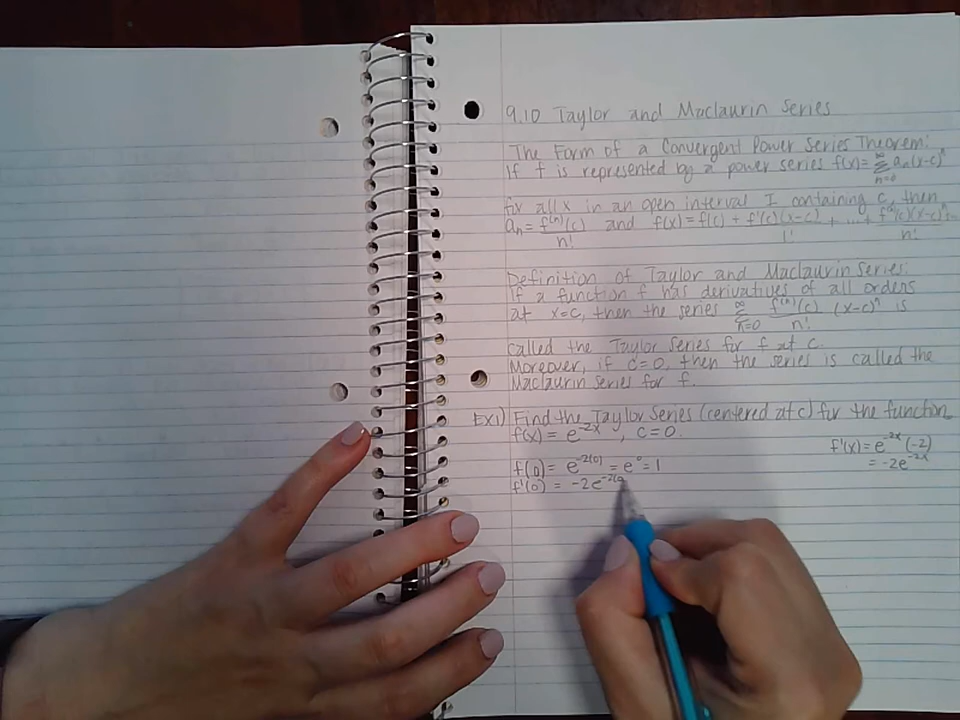 9.10 Taylor and Maclaurin Series
The Form of a Convergent Power Series Theorem:
If f is represented by a power series f(x) = ∞Σn=0 aₙ(x-c)ⁿ
for all x in an open interval I containing c, then
aₙ = f⁽ⁿ⁾(c)/n! and f(x) = f(c) + f'(c)(x-c)/1! + ... + f⁽ⁿ⁾(c)(x-c)ⁿ/n! + ...
Definition of Taylor and Maclaurin Series:
If a function f has derivatives of all orders
at x=c, then the series ∞Σn=0 f⁽ⁿ⁾(c)/n! (x-c)ⁿ is
called the Taylor Series for f at c.
Moreover, if c=0, then the series is called the
Maclaurin series for f.
Ex1) Find the Taylor Series (centered at c) for the function
f(x) = e^-2x, c=0.
f'(x) = e^-2x (-2)
= -2e^-2x
f(0) = e^-2(0) = e^0 = 1
f'(0) = -2e^-2(0